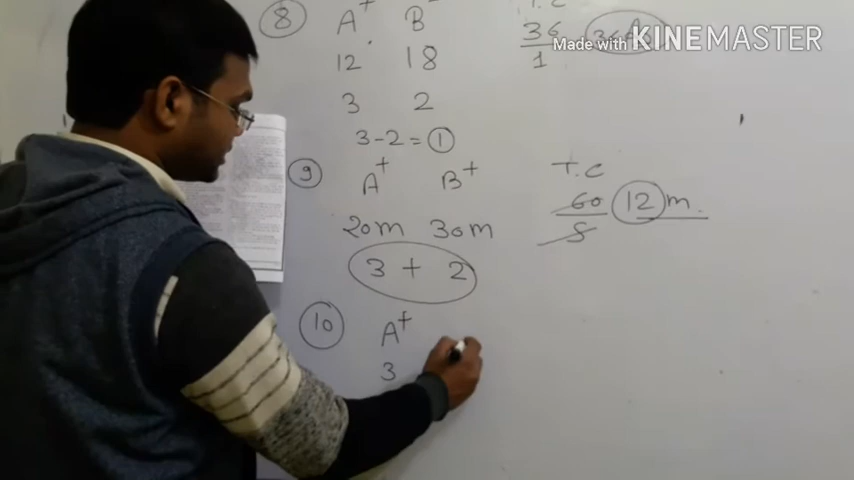 8 A+ B-
12 18
3 2
3-2=1
T.C
36
1
Made with KINEMASTER
9 A+ B+
20m 30m
3 + 2
T.C
60 12 m.
5
10 A+
3